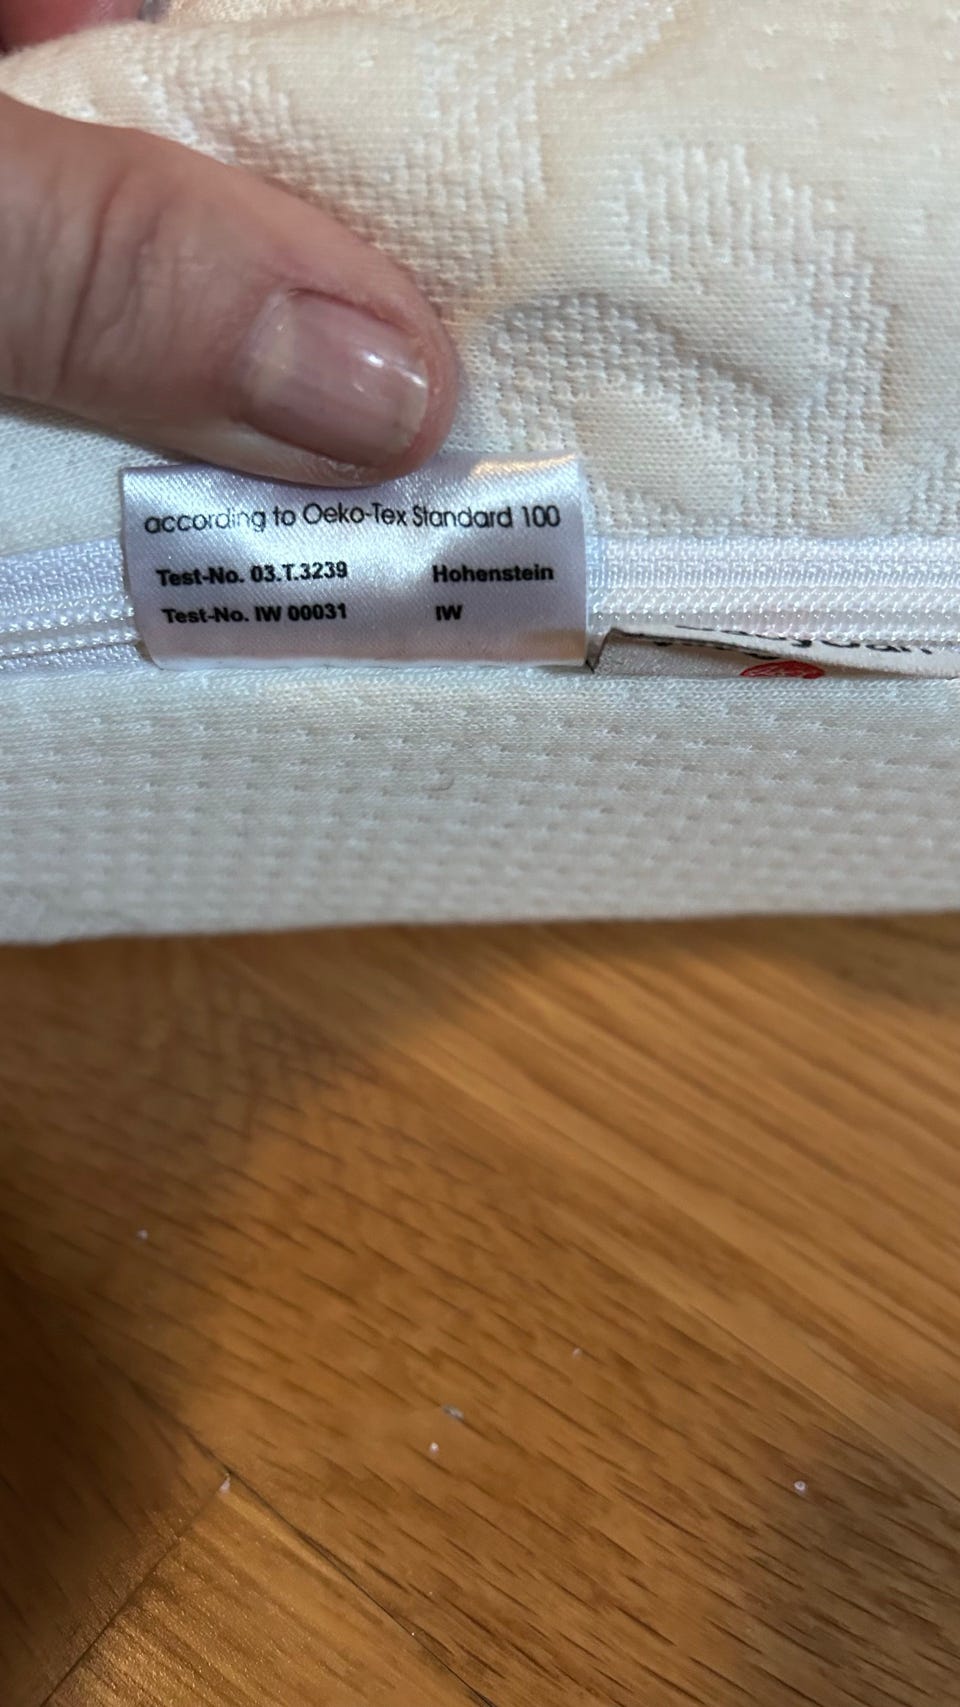 according to Oeko-Tex Standard 100
Test-No. 03.T.3239 Hohenstein
Test-No. IW 00031 IW